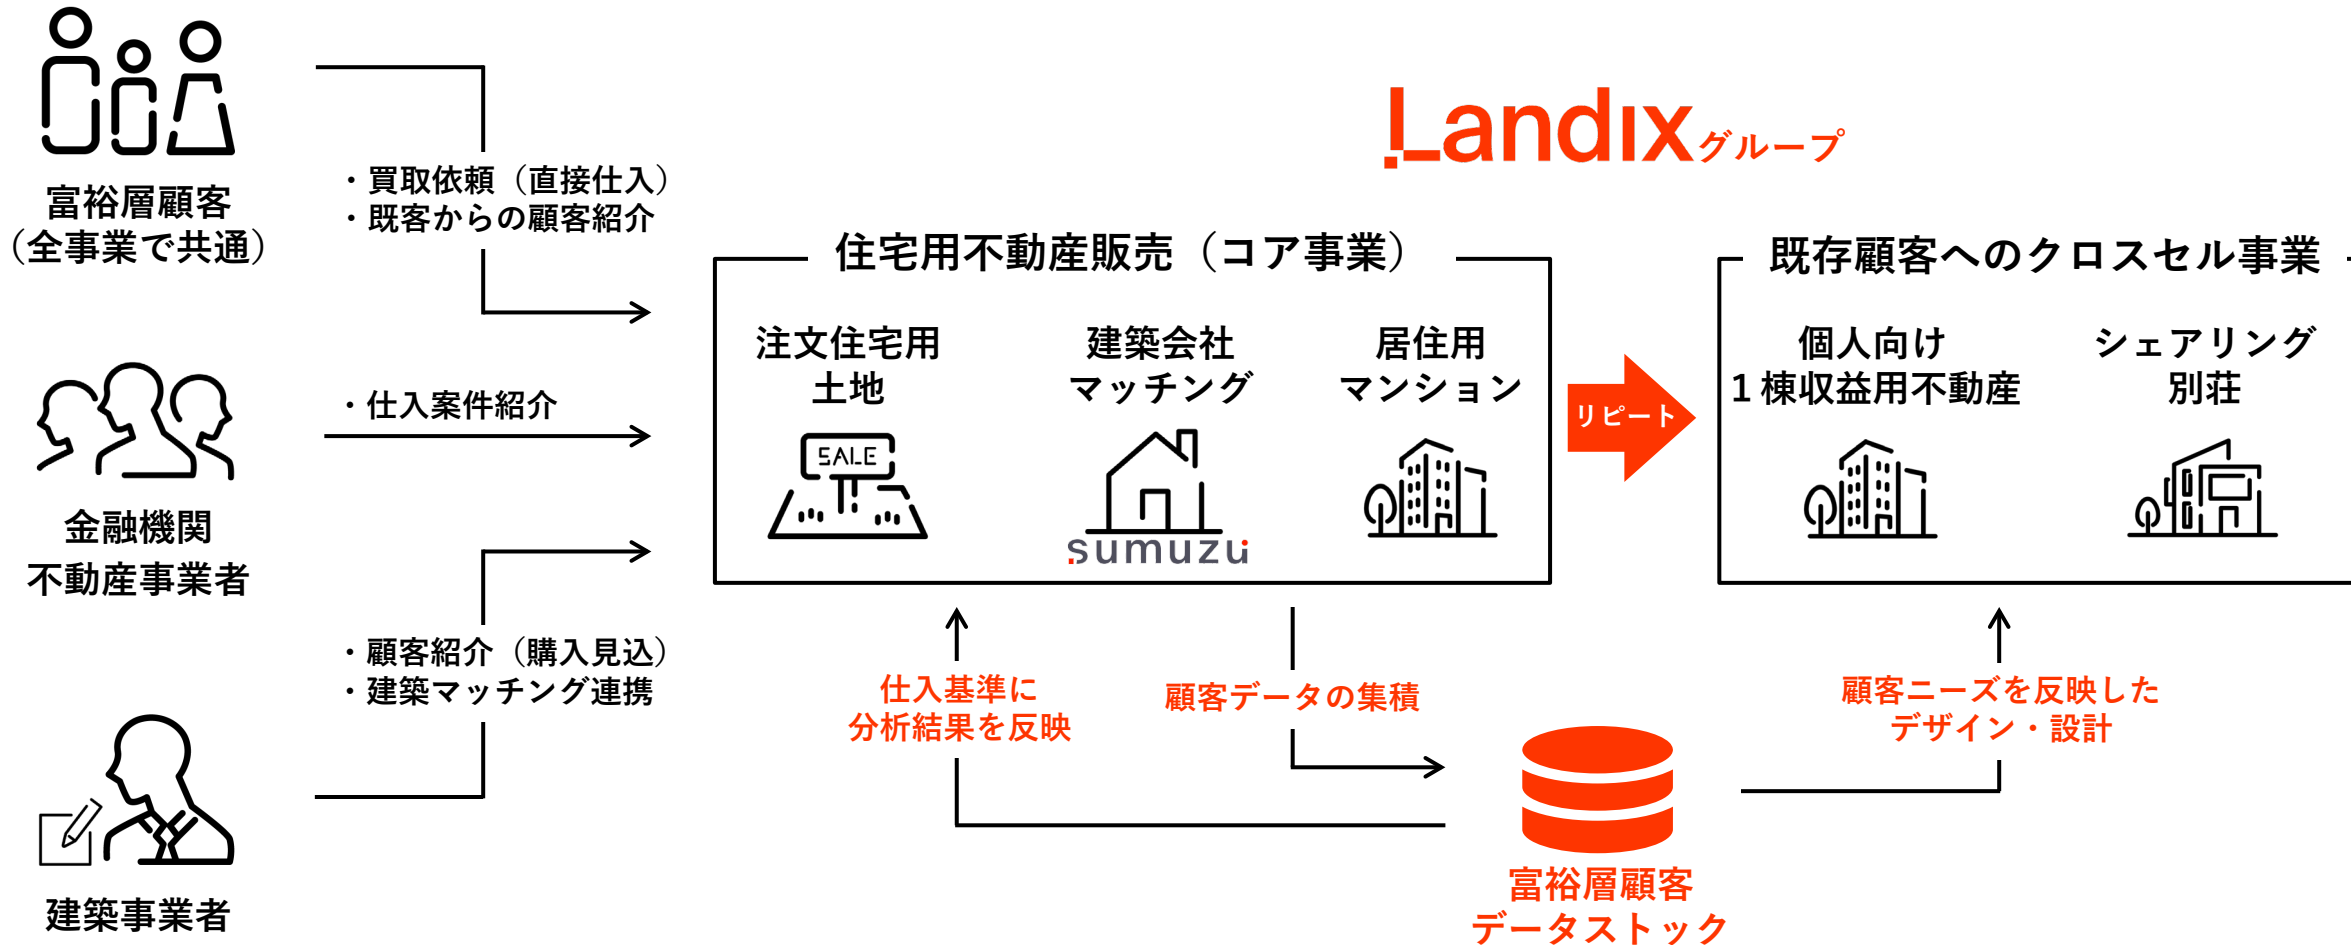 富裕層顧客
（全事業で共通）
・買取依頼（直接仕入）
・既客からの顧客紹介
金融機関
不動産事業者
・仕入案件紹介
建築事業者
・顧客紹介（購入見込）
・建築マッチング連携
Landixグループ
住宅用不動産販売（コア事業）
注文住宅用
土地
SALE
建築会社
マッチング
sumuzu
居住用
マンション
リピート
既存顧客へのクロスセル事業
個人向け
１棟収益用不動産
シェアリング
別荘
仕入基準に
分析結果を反映
顧客データの集積
顧客ニーズを反映した
デザイン・設計
富裕層顧客
データストック